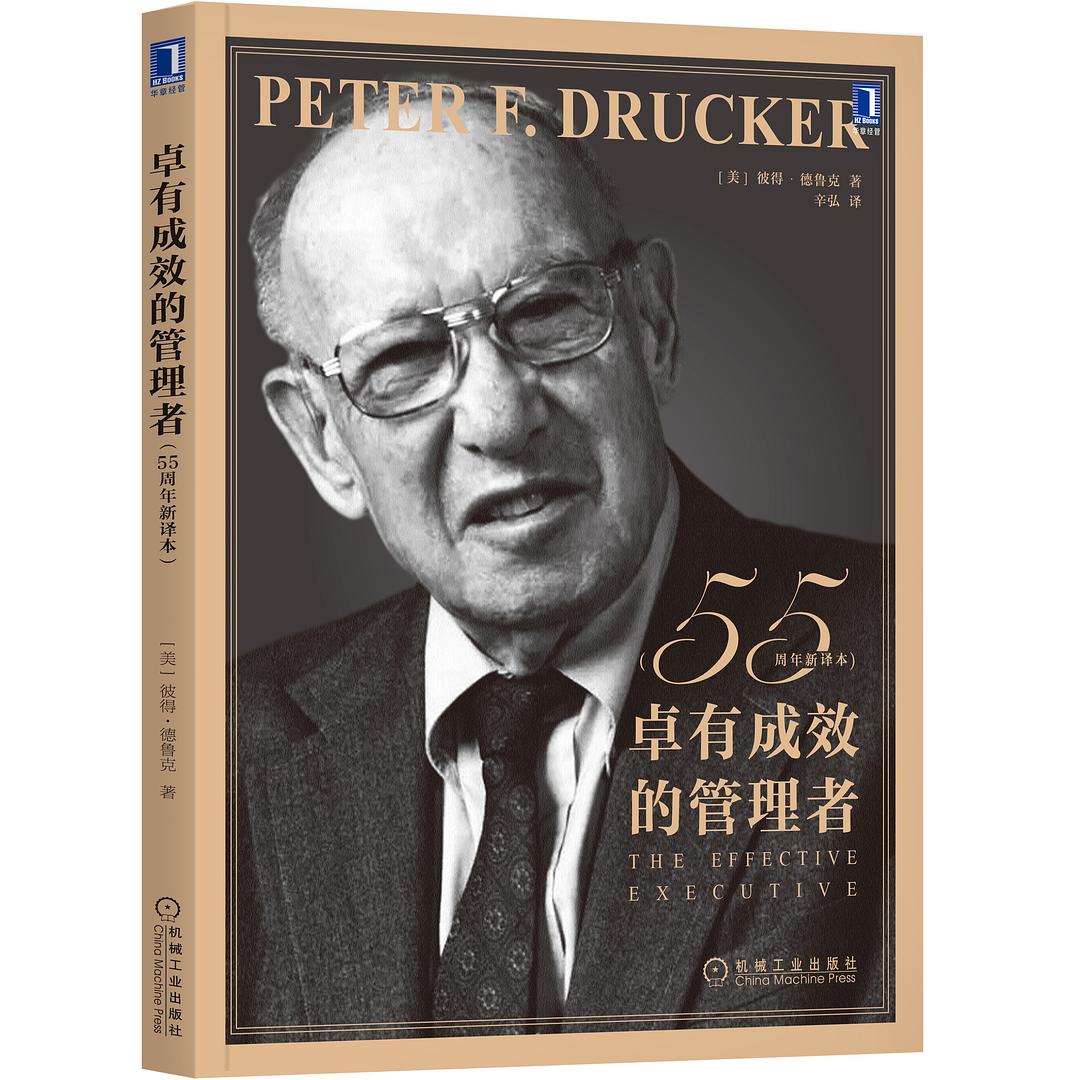 HZ BOOKS
华章经管
卓有成效的管理者
(55周年新译本)
[美] 彼得·德鲁克 著
机械工业出版社
China Machine Press
PETER F. DRUCKER
HZ BOOKS
华章经管
[美] 彼得·德鲁克 著
辛弘 译
(55周年新译本)
卓有成效
的管理者
THE EFFECTIVE
EXECUTIVE
机械工业出版社
China Machine Press